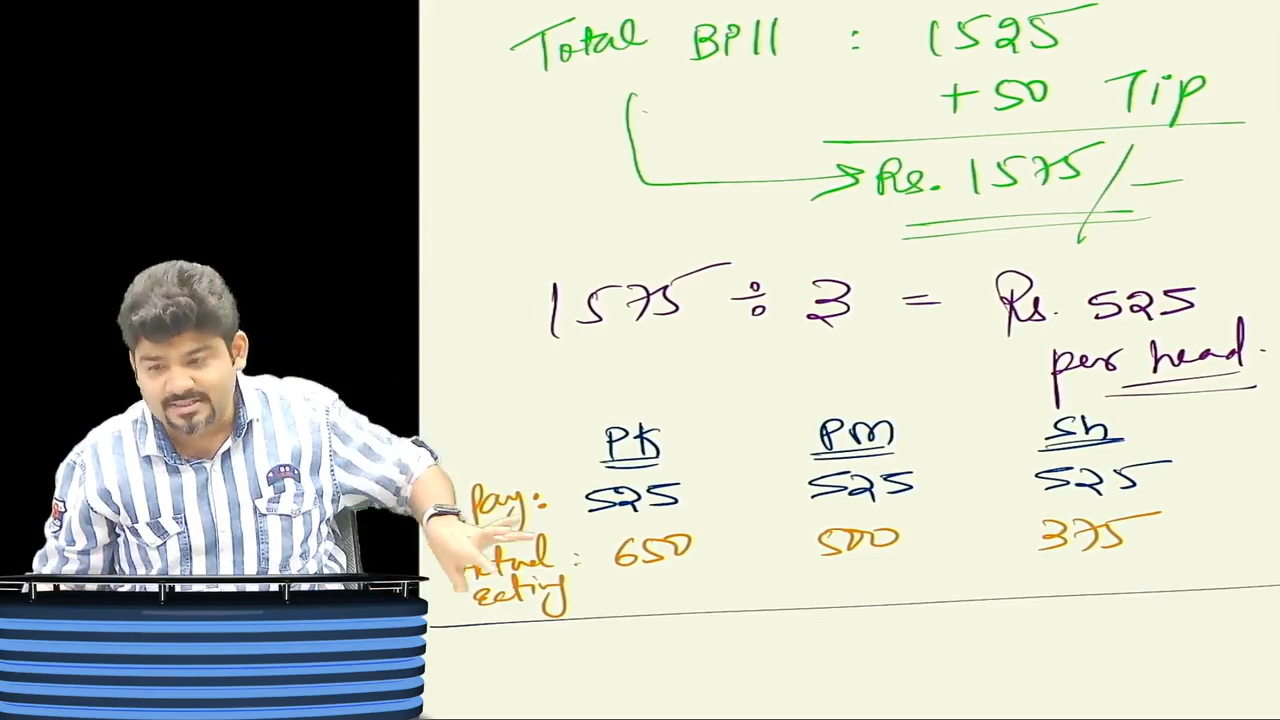 Total Bill : 1525
+ 50 Tip
Rs. 1575/-
1575 ÷ 3 = Rs. 525
per head.
PK PM Sh
Pay: 525 525 525
: 650 500 375
Eating